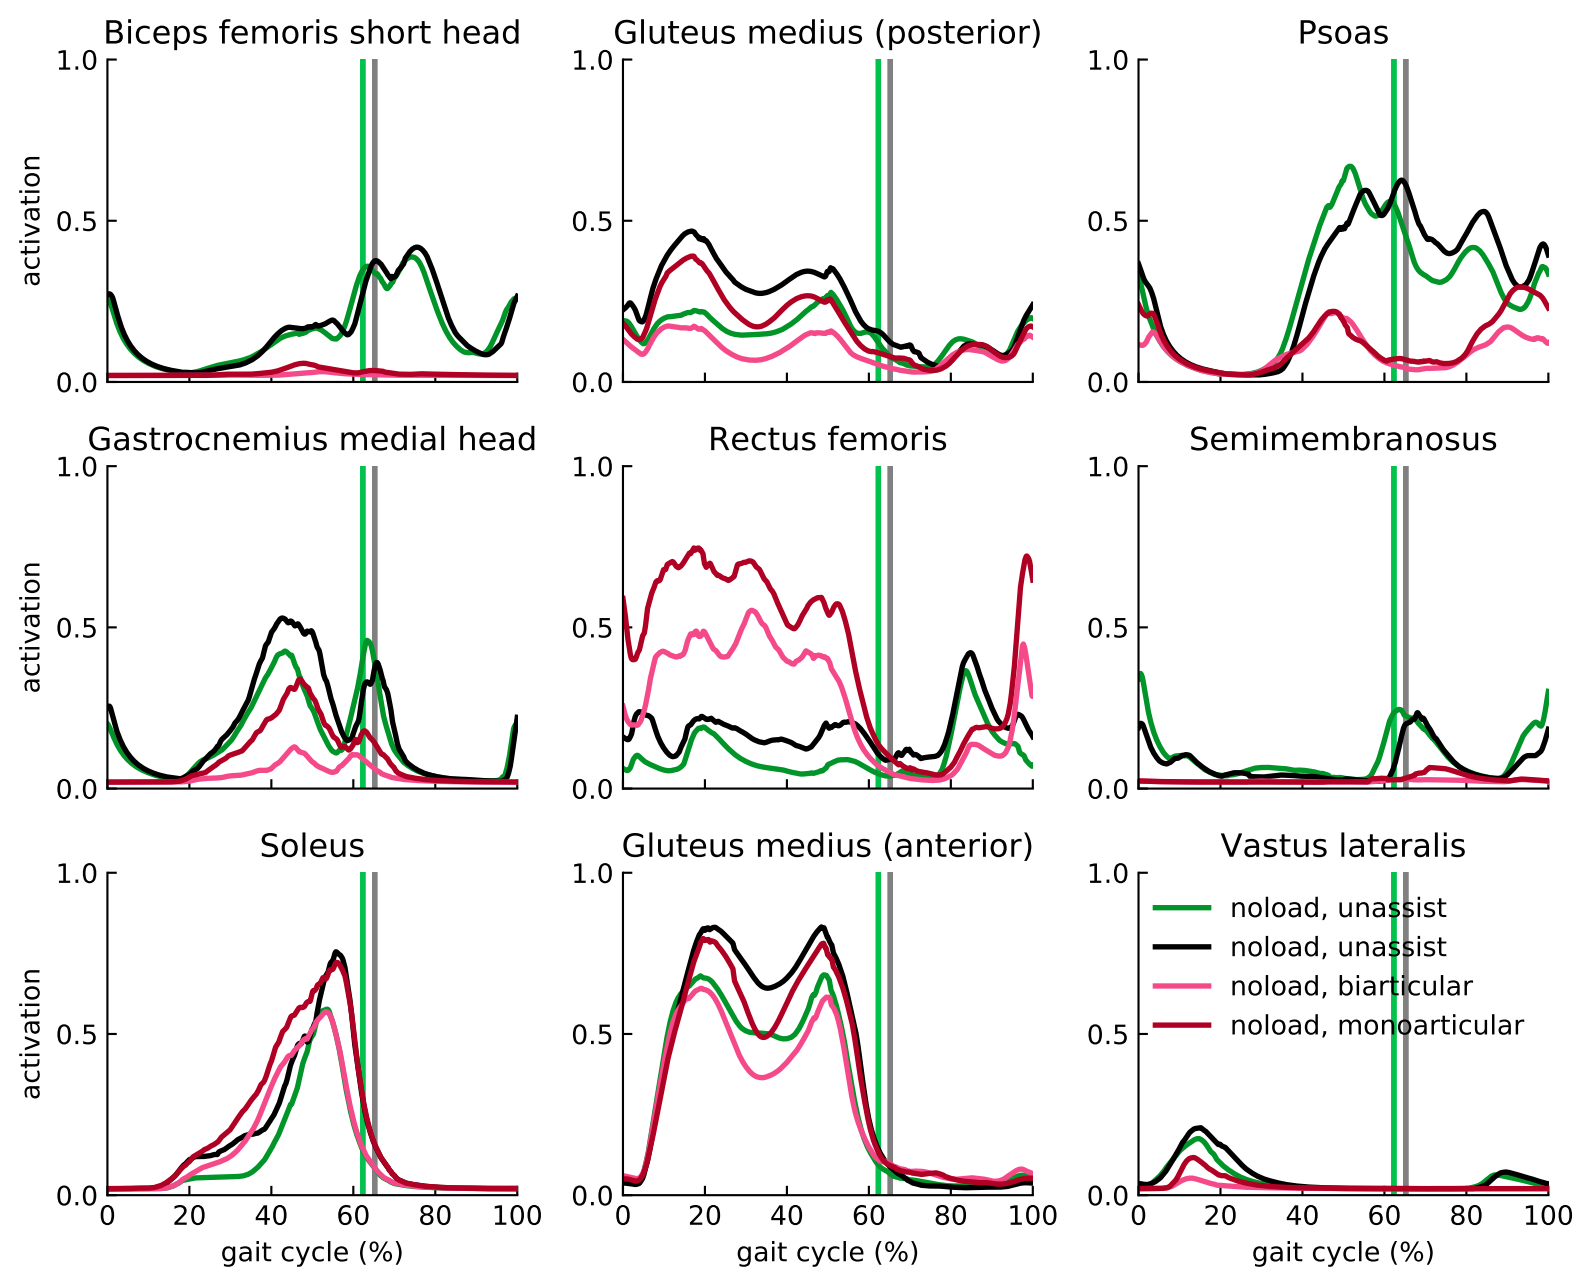 Biceps femoris short head
Gluteus medius (posterior)
Psoas
1.0
0.5
0.0
activation
1.0
0.5
0.0
1.0
0.5
0.0
Gastrocnemius medial head
Rectus femoris
Semimembranosus
1.0
0.5
0.0
activation
1.0
0.5
0.0
1.0
0.5
0.0
Soleus
Gluteus medius (anterior)
Vastus lateralis
1.0
0.5
0.0
activation
0 20 40 60 80 100
gait cycle (%)
1.0
0.5
0.0
0 20 40 60 80 100
gait cycle (%)
1.0
0.5
0.0
noload, unassist
noload, unassist
noload, biarticular
noload, monoarticular
0 20 40 60 80 100
gait cycle (%)